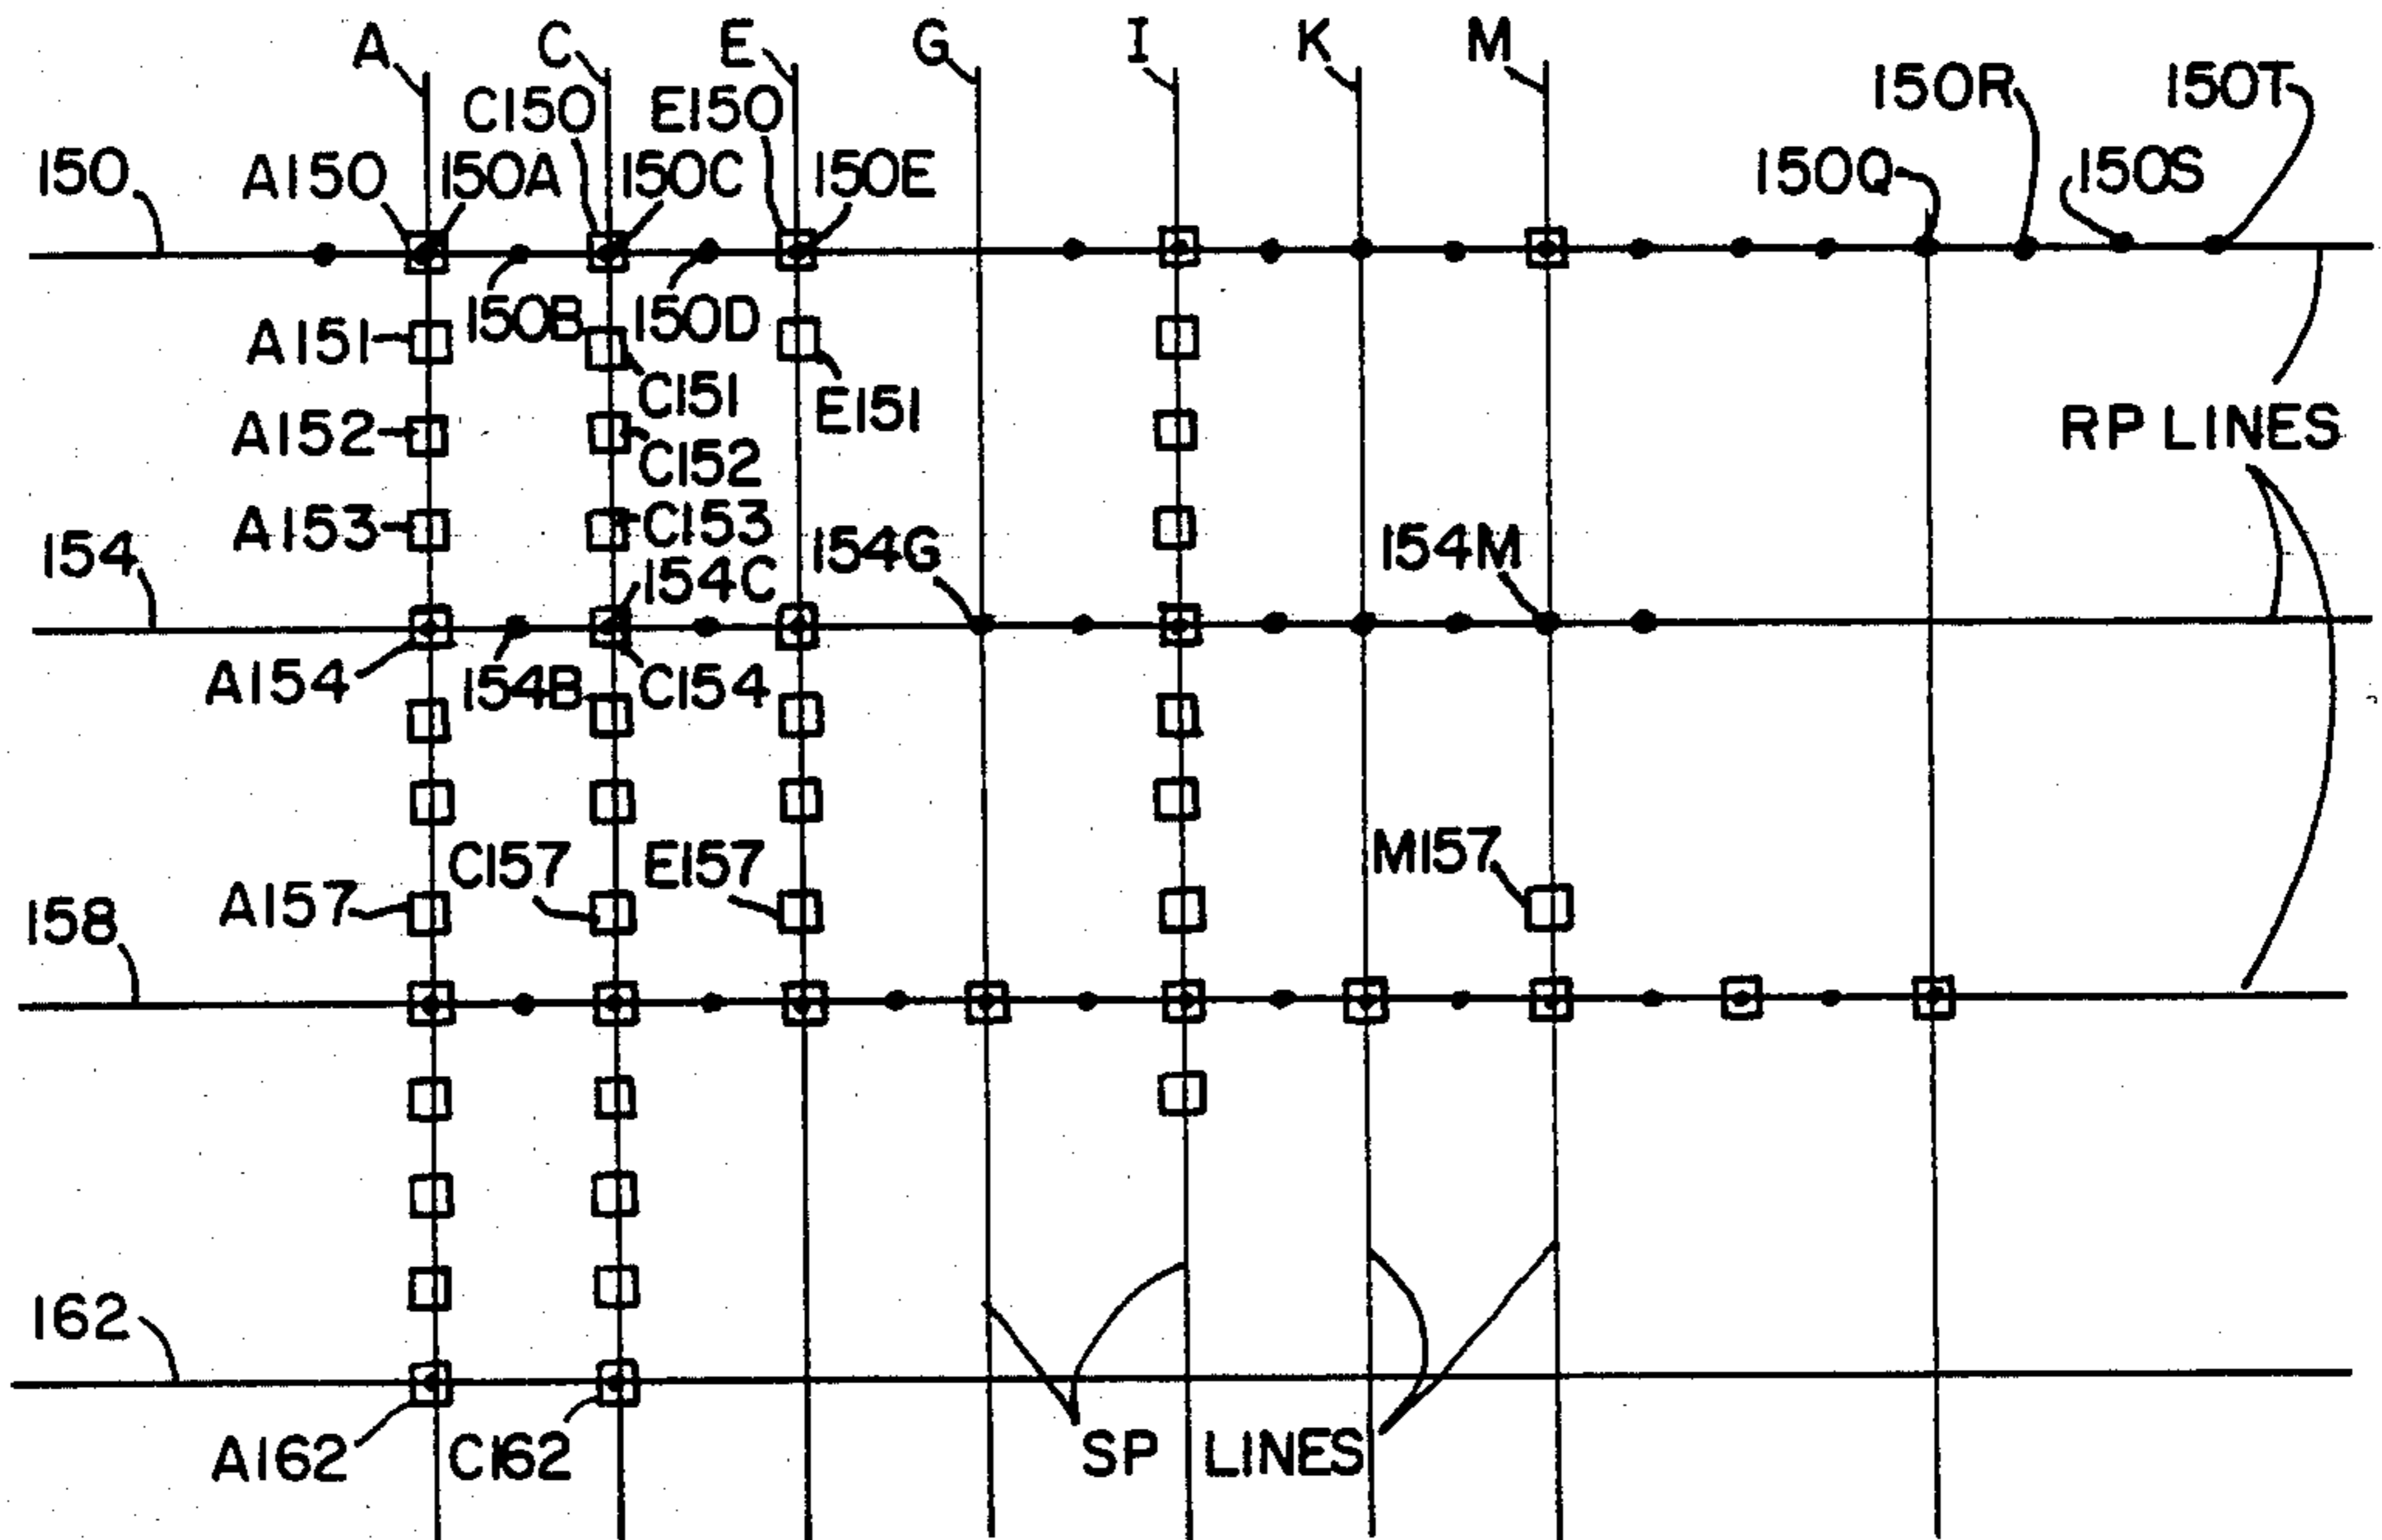 A C E G I K M
C150 E150 150R 150T
150 A150 150A 150C 150E 150Q 150S
150B 150D
A151 C151 E151
A152 C152 RP LINES
A153 C153
154 154C 154G 154M
A154 154B C154
C157 E157 M157
158 A157
162
A162 C162 SP LINES